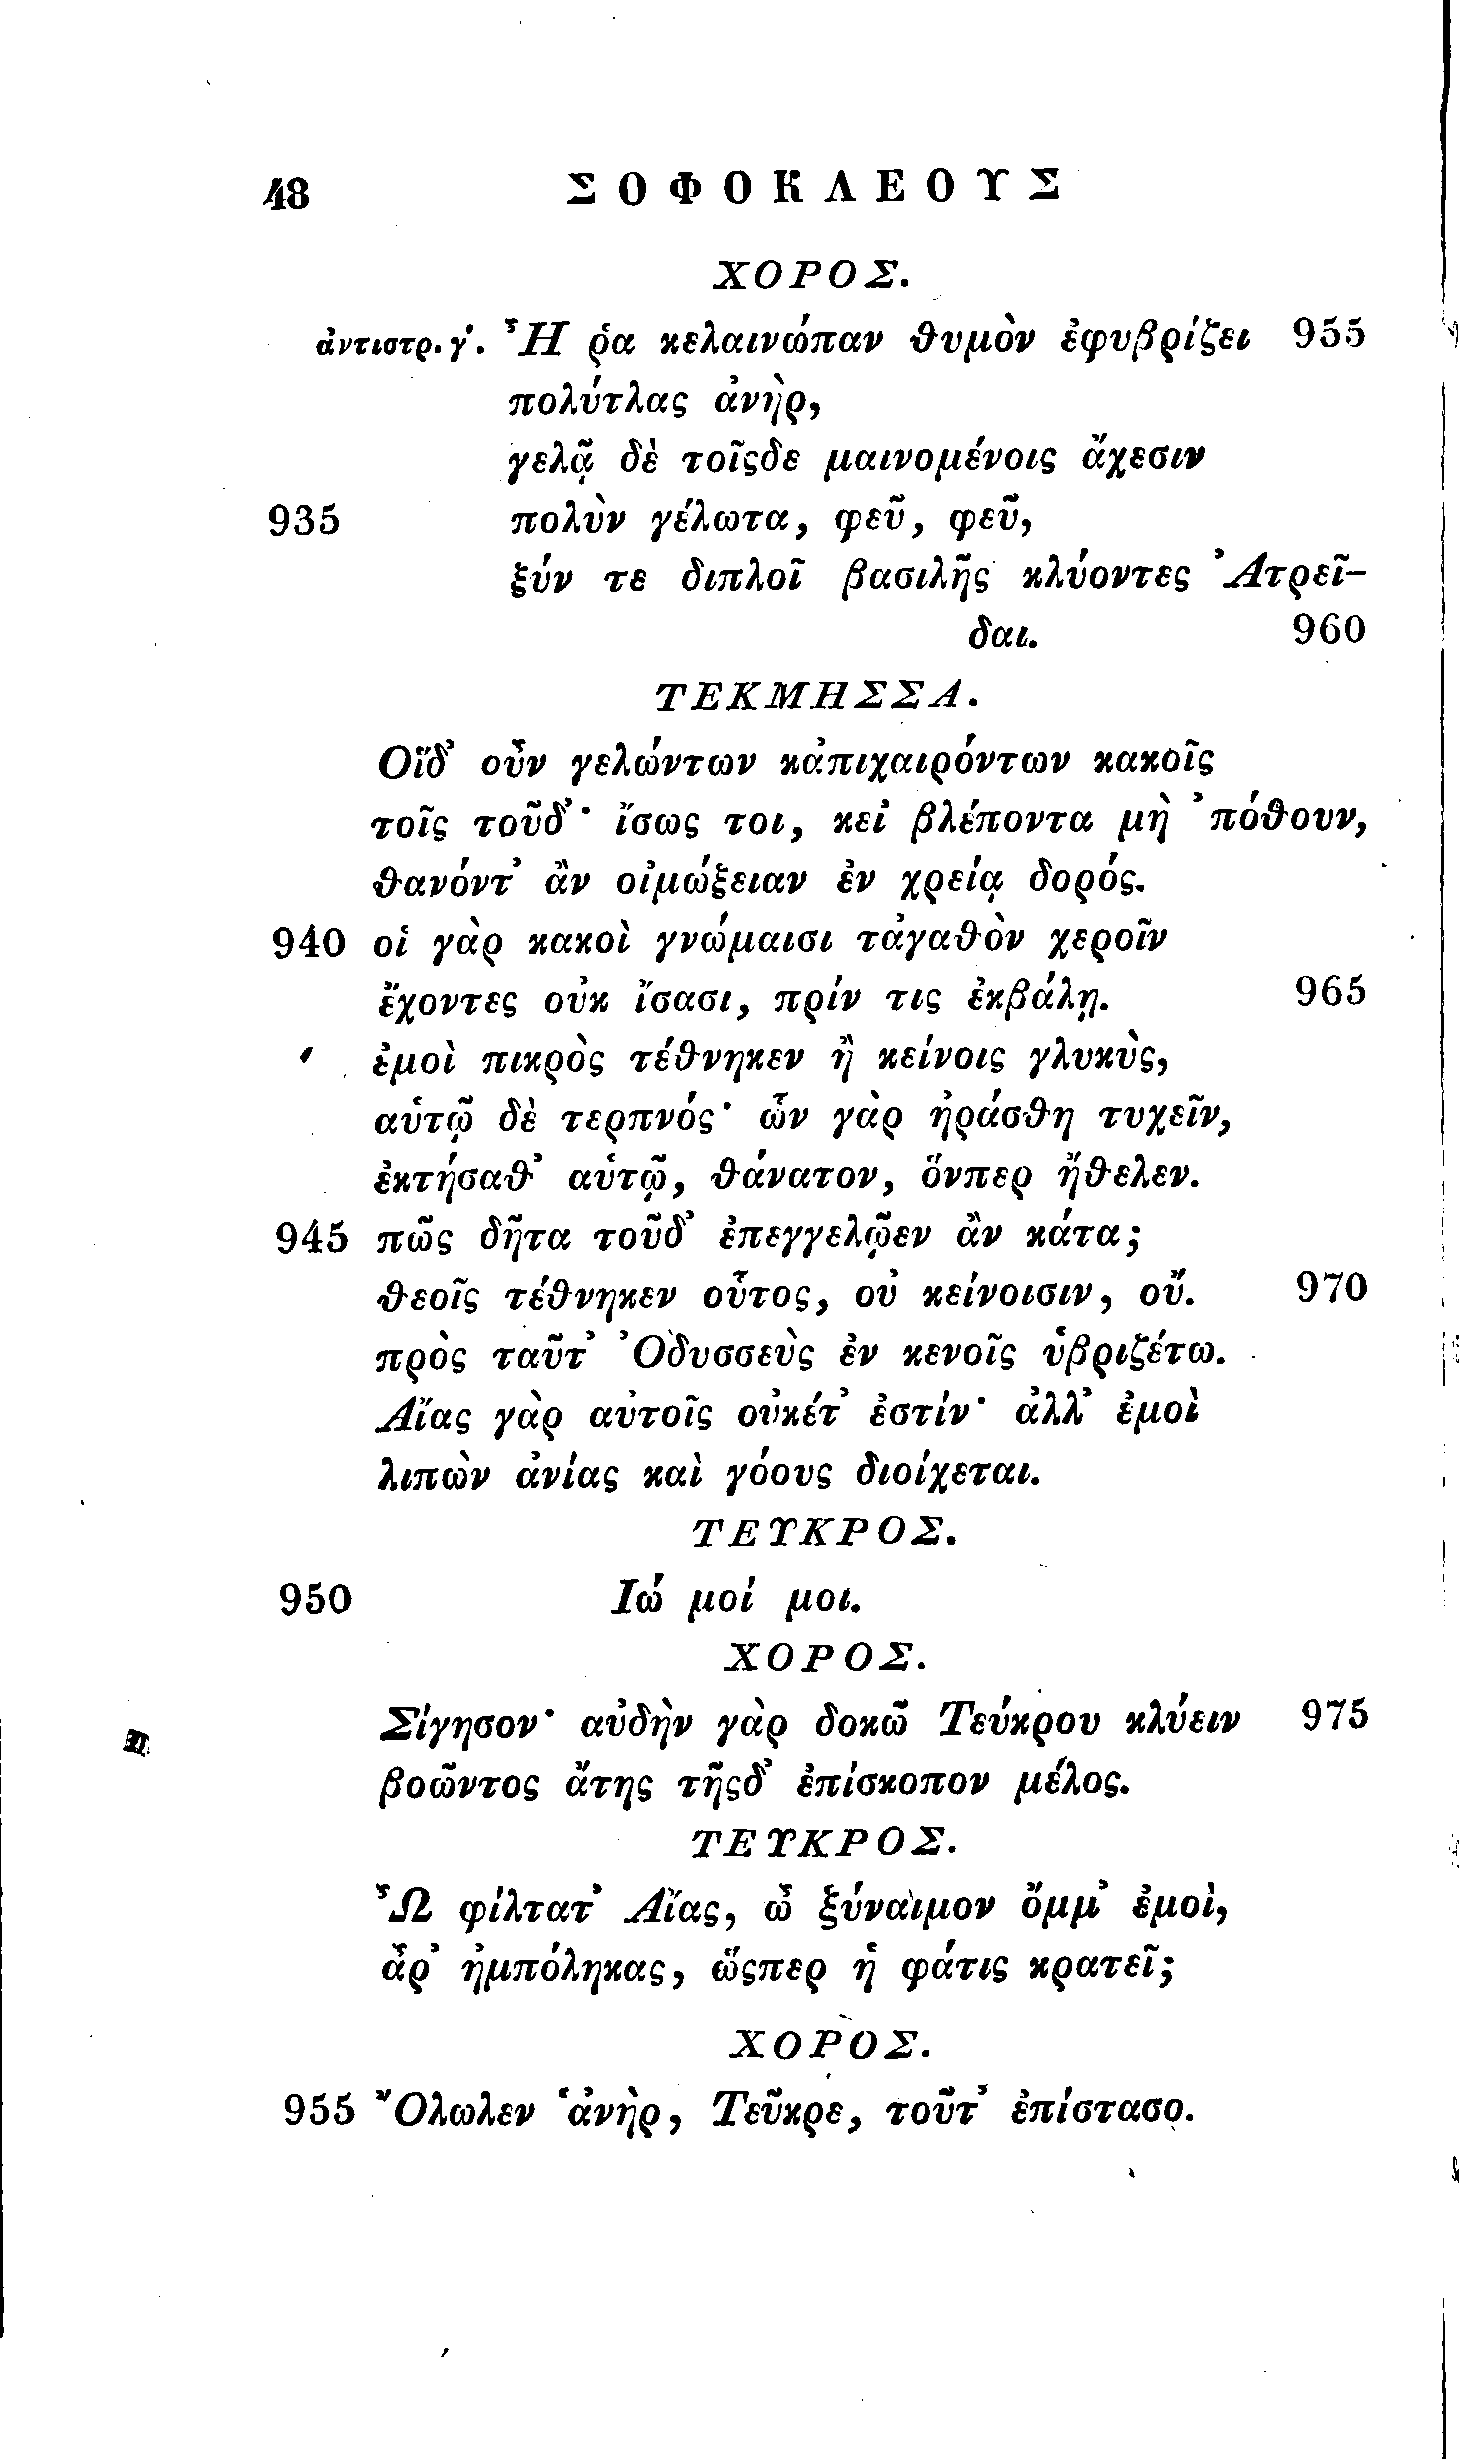 48 ΣΟΦΟΚΛΕΟΥΣ
ΧΟΡΟΣ.
ἀντιστρ. γ'. Ἦ ῥα κελαινώπαν θυμὸν ἐφυβρίζει 955
πολύτλας ἀνὴρ,
γελᾷ δὲ τοῖςδε μαινομένοις ἄχεσιν
935 πολὺν γέλωτα, φεῦ, φεῦ,
ξύν τε διπλοῖ βασιλῆς κλύοντες Ἀτρεῖ-
δαι. 960
ΤΕΚΜΗΣΣΑ.
Οἵδ᾽ οὖν γελώντων κἀπιχαιρόντων κακοῖς
τοῖς τοῦδ᾽· ἴσως τοι, κεἰ βλέποντα μὴ ᾽πόθουν,
θανόντ᾽ ἂν οἰμώξειαν ἐν χρείᾳ δορός.
940 οἱ γὰρ κακοὶ γνώμαισι τἀγαθὸν χεροῖν
ἔχοντες οὐκ ἴσασι, πρίν τις ἐκβάλῃ. 965
ἐμοὶ πικρὸς τέθνηκεν ἢ κείνοις γλυκὺς,
αὑτῷ δὲ τερπνός· ὧν γὰρ ἠράσθη τυχεῖν,
ἐκτήσαθ᾽ αὑτῷ, θάνατον, ὅνπερ ἤθελεν.
945 πῶς δῆτα τοῦδ᾽ ἐπεγγελῷεν ἂν κάτα;
θεοῖς τέθνηκεν οὗτος, οὐ κείνοισιν, οὔ. 970
πρὸς ταῦτ᾽ Ὀδυσσεὺς ἐν κενοῖς ὑβριζέτω.
Αἴας γὰρ αὐτοῖς οὐκέτ᾽ ἐστίν· ἀλλ᾽ ἐμοὶ
λιπὼν ἀνίας καὶ γόους διοίχεται.
ΤΕΥΚΡΟΣ.
950 Ἰώ μοί μοι.
ΧΟΡΟΣ.
Σίγησον· αὐδὴν γὰρ δοκῶ Τεύκρου κλύειν 975
βοῶντος ἄτης τῆςδ᾽ ἐπίσκοπον μέλος.
ΤΕΥΚΡΟΣ.
Ὦ φίλτατ᾽ Αἴας, ὦ ξύναιμον ὄμμ᾽ ἐμοὶ,
ἆρ᾽ ἠμπόληκας, ὥςπερ ἡ φάτις κρατεῖ;
ΧΟΡΟΣ.
955 Ὄλωλεν ἁνὴρ, Τεῦκρε, τοῦτ᾽ ἐπίστασο.